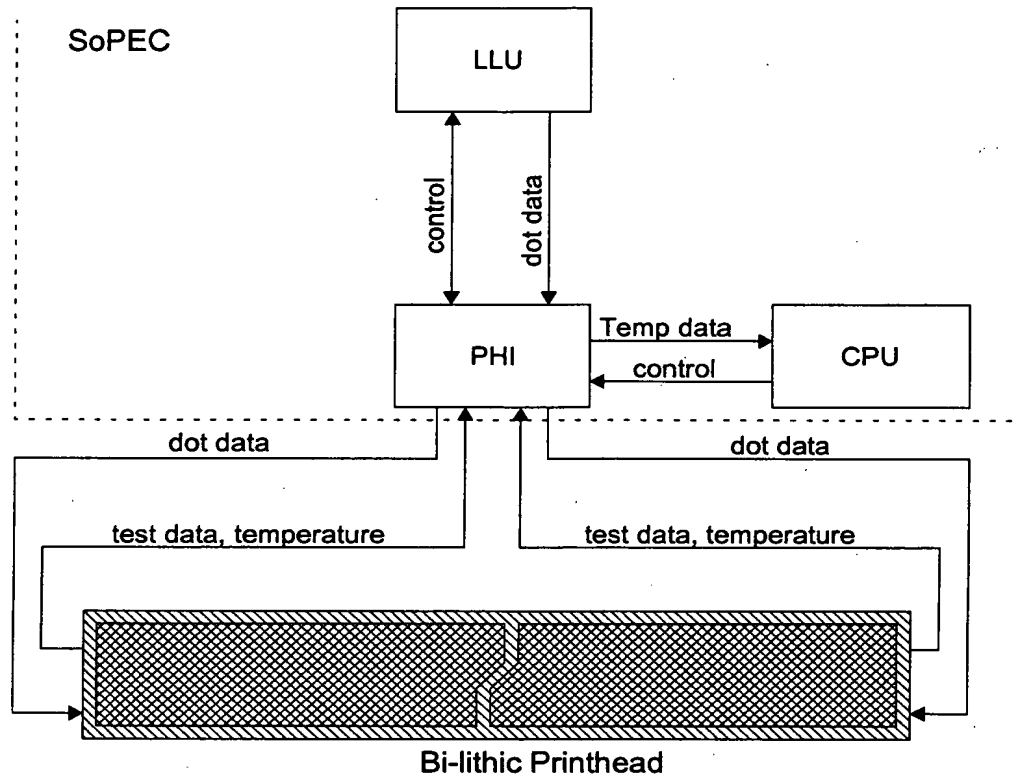 SoPEC
LLU
control
dot data
PHI
Temp data
control
CPU
dot data
dot data
test data, temperature
test data, temperature
Bi-lithic Printhead